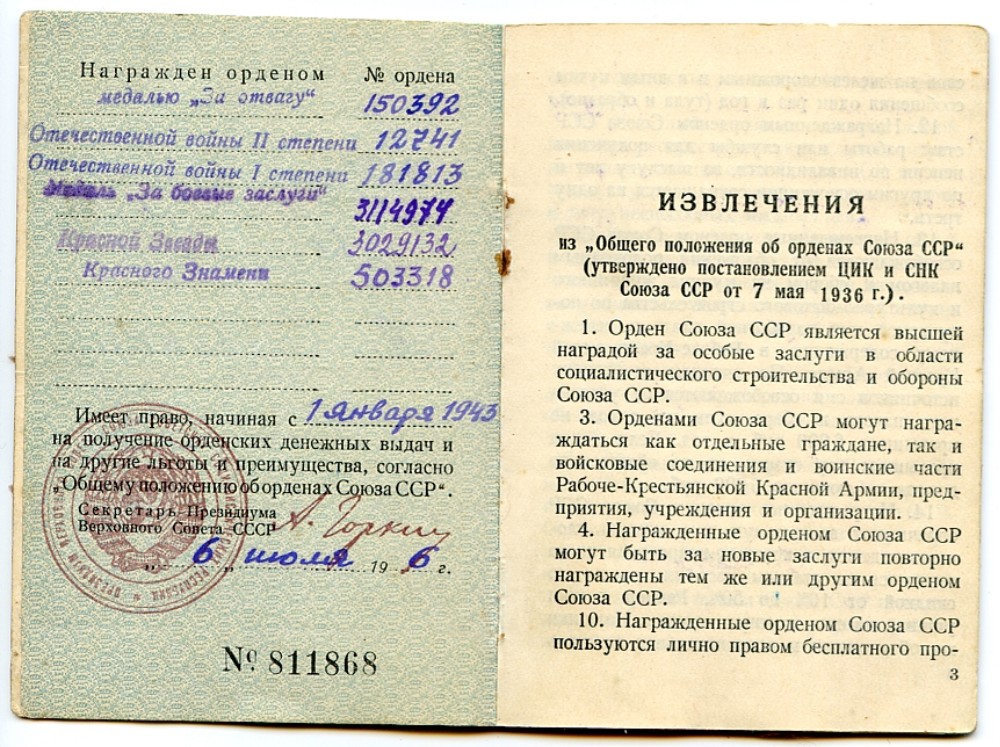 Награжден орденом № ордена
медалью „За отвагу" 150392
Отечественной войны II степени 12741
Отечественной войны I степени 181813
Медаль „За боевые заслуги"
3114974
Красной Звезды 3029132
Красного Знамени 503318
Имеет право, начиная с 1 января 1943
на получение орденских денежных выдач и
на другие льготы и преимущества, согласно
„Общему положению об орденах Союза ССР".
Секретарь Президиума
Верховного Совета СССР А. Горкин
„ 6 „ июля 19 6 г.
№ 811868
ИЗВЛЕЧЕНИЯ
из „Общего положения об орденах Союза ССР"
(утверждено постановлением ЦИК и СНК
Союза ССР от 7 мая 1936 г.).
1. Орден Союза ССР является высшей
наградой за особые заслуги в области
социалистического строительства и обороны
Союза ССР.
3. Орденами Союза ССР могут награ-
ждаться как отдельные граждане, так и
войсковые соединения и воинские части
Рабоче-Крестьянской Красной Армии, пред-
приятия, учреждения и организации.
4. Награжденные орденом Союза ССР
могут быть за новые заслуги повторно
награждены тем же или другим орденом
Союза ССР.
10. Награжденные орденом Союза ССР
пользуются лично правом бесплатного про-
3